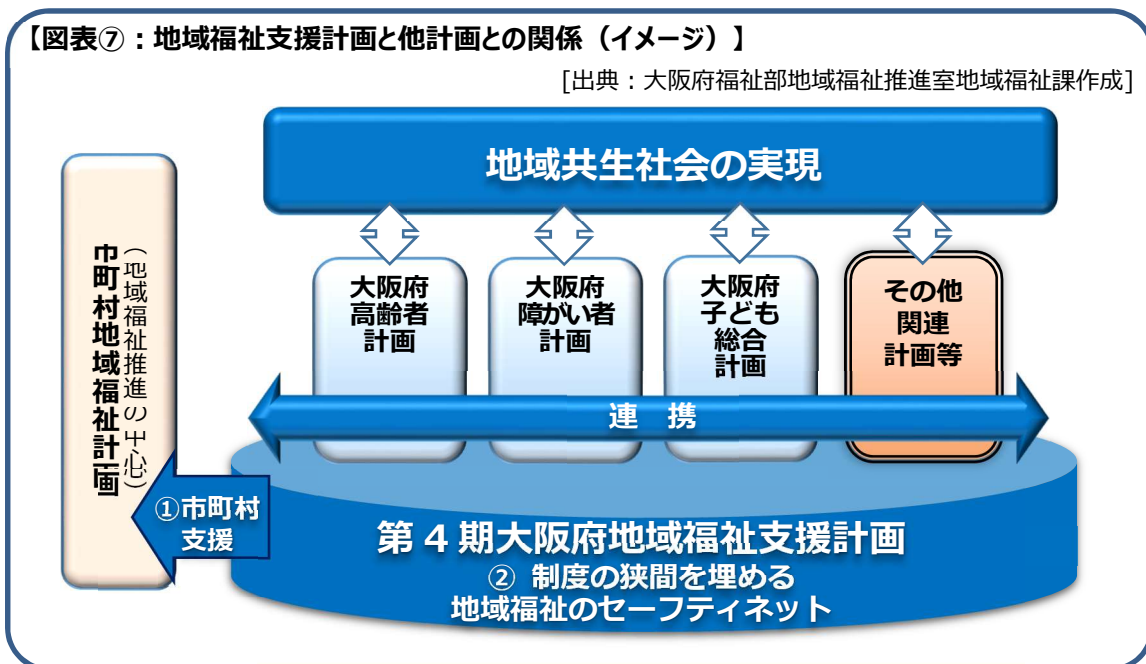 【図表⑦：地域福祉支援計画と他計画との関係（イメージ）】
[出典：大阪府福祉部地域福祉推進室地域福祉課作成]
地域共生社会の実現
市町村地域福祉計画
（地域福祉推進の中心）
大阪府
高齢者
計画
大阪府
障がい者
計画
大阪府
子ども
総合
計画
その他
関連
計画等
連 携
①市町村
支援
第４期大阪府地域福祉支援計画
② 制度の狭間を埋める
地域福祉のセーフティネット